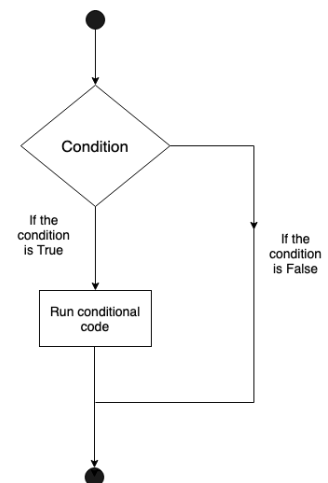 Condition
If the
condition
is True
If the
condition
is False
Run conditional
code